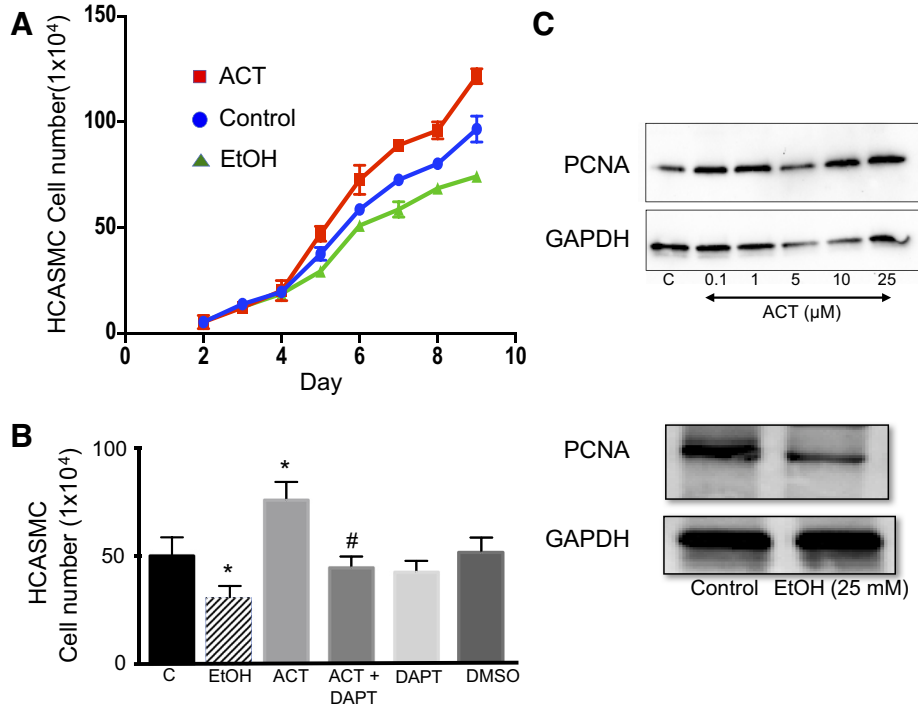 A
HCASMC Cell number(1x10⁴)
150
100
50
0
ACT
Control
EtOH
0 2 4 6 8 10
Day
B
HCASMC
Cell number (1x10⁴)
100
50
0
* * #
C EtOH ACT ACT + DAPT DAPT DMSO
C
PCNA
GAPDH
C 0.1 1 5 10 25
ACT (µM)
PCNA
GAPDH
Control EtOH (25 mM)